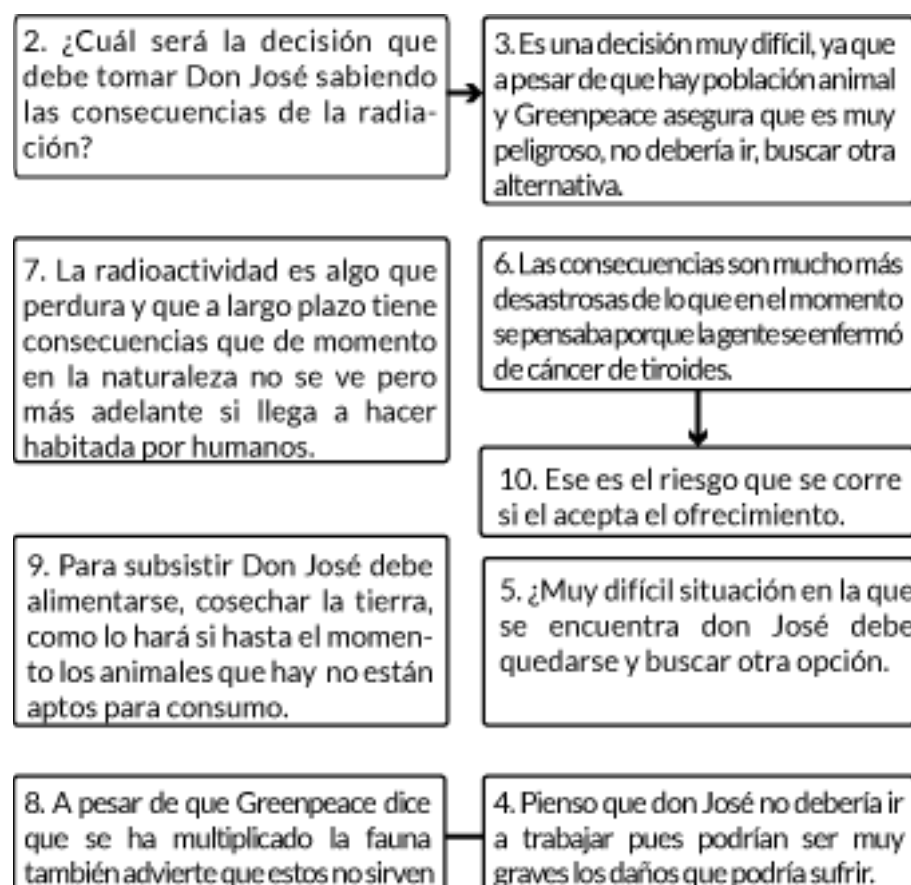 2. ¿Cuál será la decisión que
debe tomar Don José sabiendo
las consecuencias de la radia-
ción?
3. Es una decisión muy difícil, ya que
a pesar de que hay población animal
y Greenpeace asegura que es muy
peligroso, no debería ir, buscar otra
alternativa.
7. La radioactividad es algo que
perdura y que a largo plazo tiene
consecuencias que de momento
en la naturaleza no se ve pero
más adelante si llega a hacer
habitada por humanos.
6. Las consecuencias son mucho más
desastrosas de lo que en el momento
se pensaba porque la gente se enfermó
de cáncer de tiroides.
10. Ese es el riesgo que se corre
si el acepta el ofrecimiento.
9. Para subsistir Don José debe
alimentarse, cosechar la tierra,
como lo hará si hasta el momen-
to los animales que hay no están
aptos para consumo.
5. ¿Muy difícil situación en la que
se encuentra don José debe
quedarse y buscar otra opción.
8. A pesar de que Greenpeace dice
que se ha multiplicado la fauna
también advierte que estos no sirven
4. Pienso que don José no debería ir
a trabajar pues podrían ser muy
graves los daños que podría sufrir.